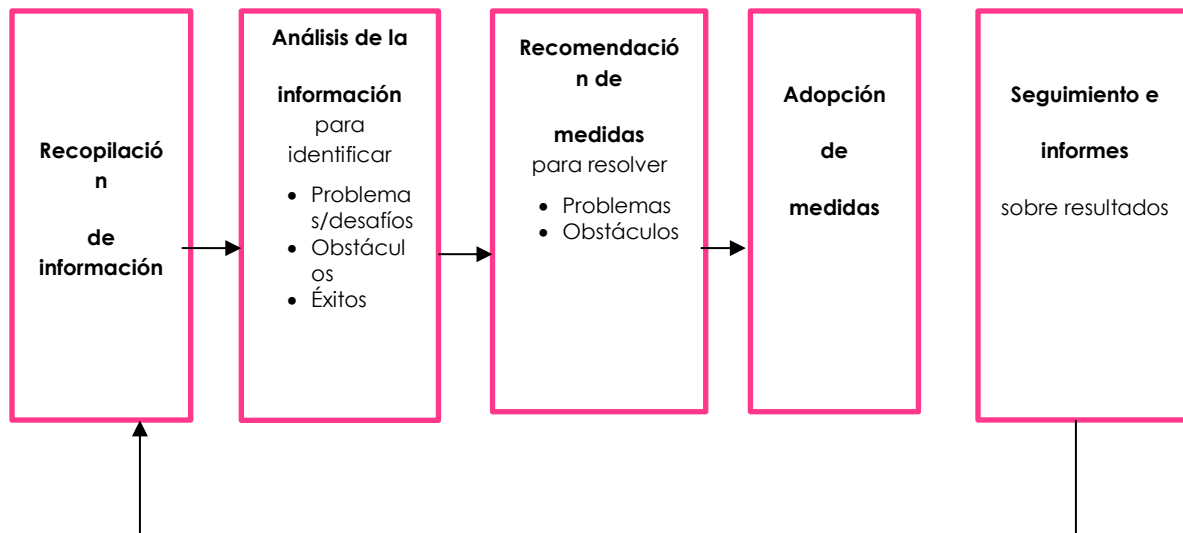 Recopilació
n
de
información
Análisis de la
información
para
identificar
• Problema
s/desafíos
• Obstácul
os
• Éxitos
Recomendació
n de
medidas
para resolver
• Problemas
• Obstáculos
Adopción
de
medidas
Seguimiento e
informes
sobre resultados